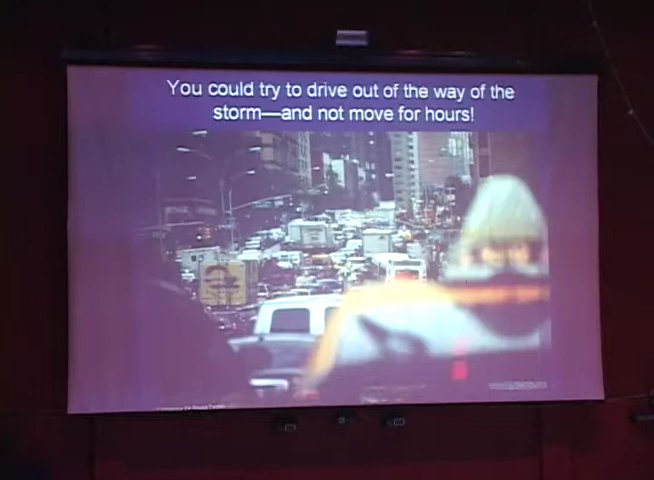 You could try to drive out of the way of the
storm—and not move for hours!